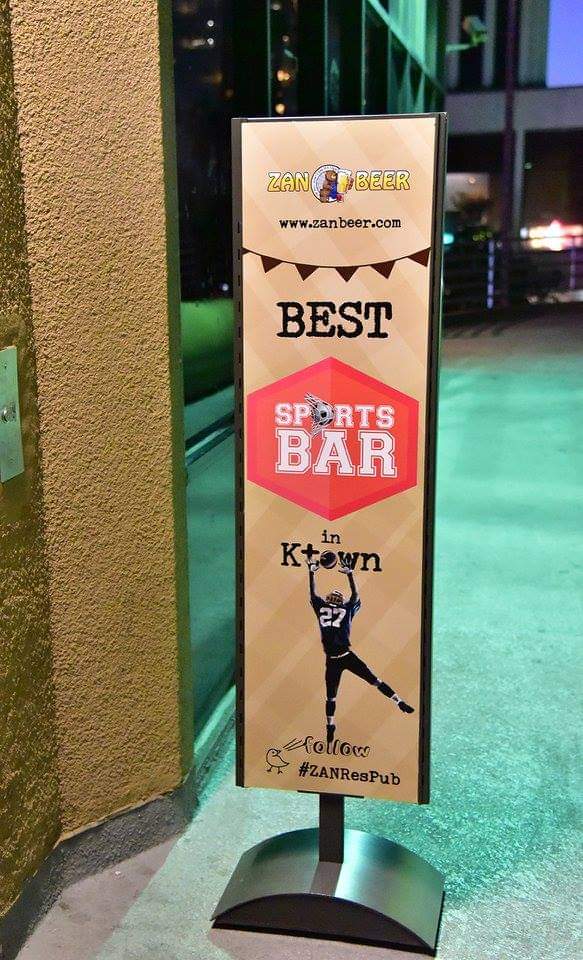 ZAN BEER
www.zanbeer.com
BEST
SPORTS
BAR
in
Ktown
27
follow
#ZANResPub